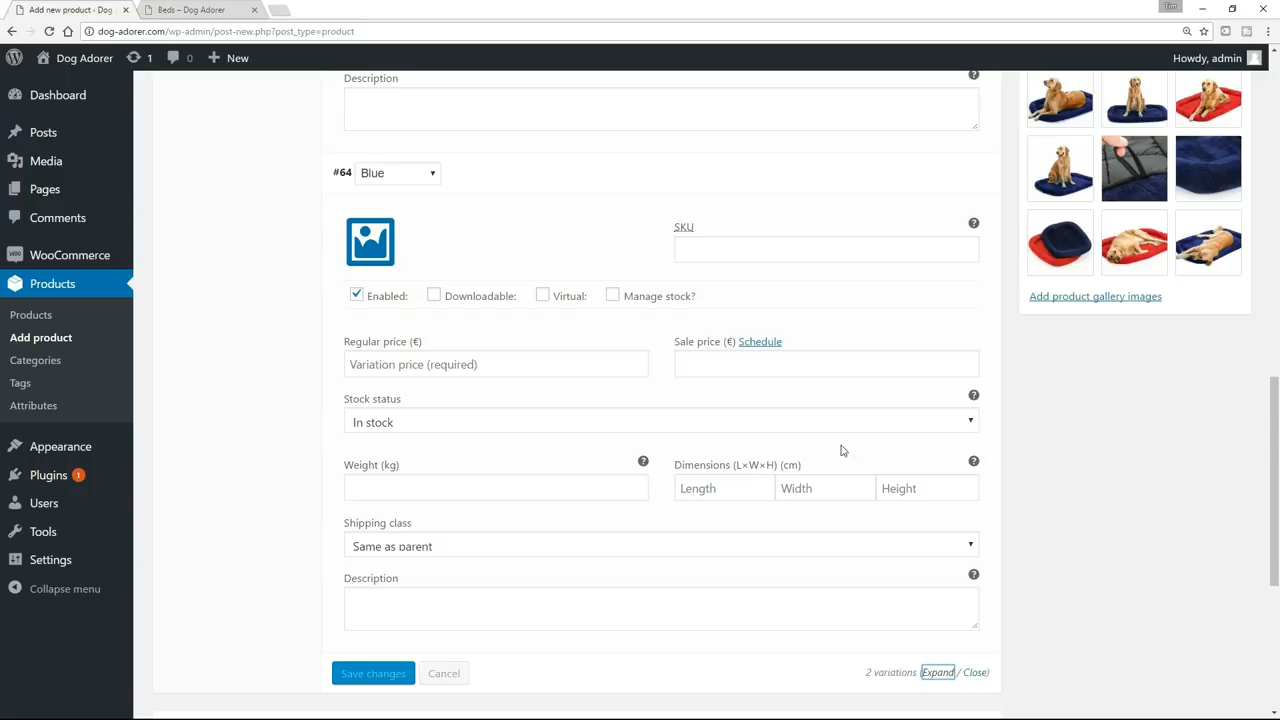 Add new product ‹ Dog
Beds – Dog Adorer
Tim
dog-adorer.com/wp-admin/post-new.php?post_type=product
Dog Adorer
1
0
New
Howdy, admin
Dashboard
Posts
Media
Pages
Comments
WooCommerce
Products
Products
Add product
Categories
Tags
Attributes
Appearance
Plugins 1
Users
Tools
Settings
Collapse menu
Description
#64 Blue
SKU
Enabled: Downloadable: Virtual: Manage stock?
Regular price (€)
Sale price (€) Schedule
Variation price (required)
Stock status
In stock
Weight (kg)
Dimensions (L×W×H) (cm)
Length Width Height
Shipping class
Same as parent
Description
Save changes Cancel
2 variations (Expand / Close)
Add product gallery images